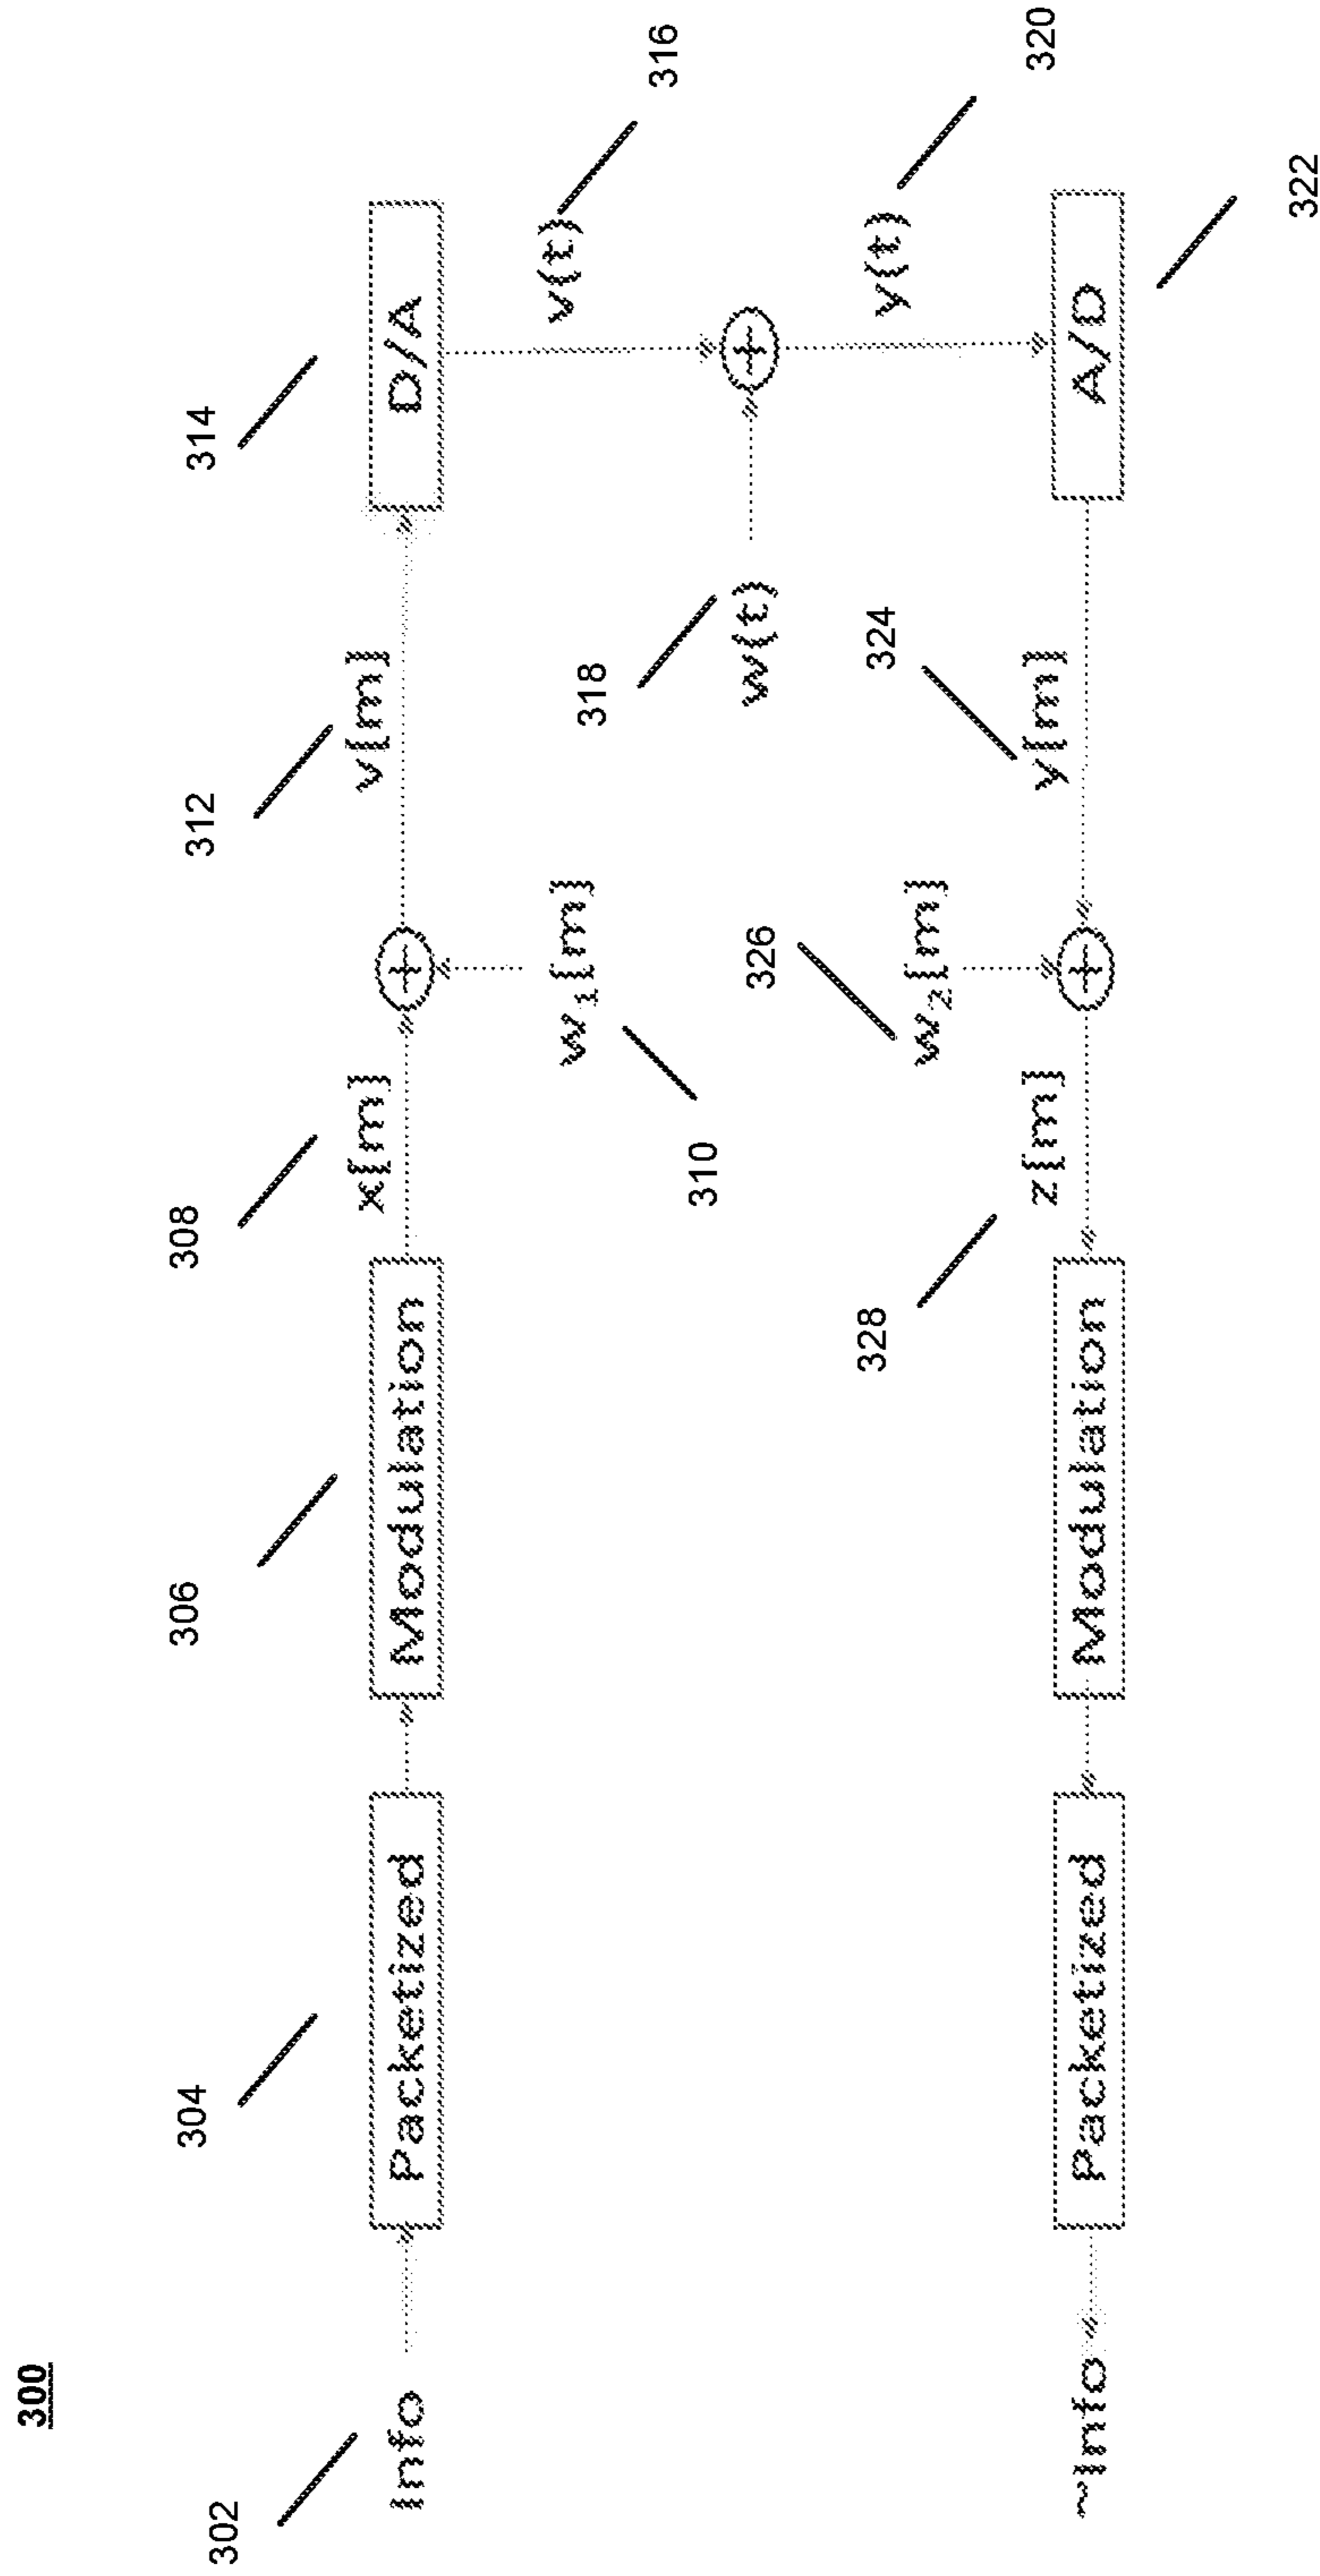 300
302
304
306
308
312
314
Info
Packetized
Modulation
x[m]
v[m]
D/A
316
v(t)
310
w₁[m]
318
w(t)
326
w₂[m]
324
320
y(t)
328
z[m]
y[m]
~Info
Packetized
Modulation
A/D
322